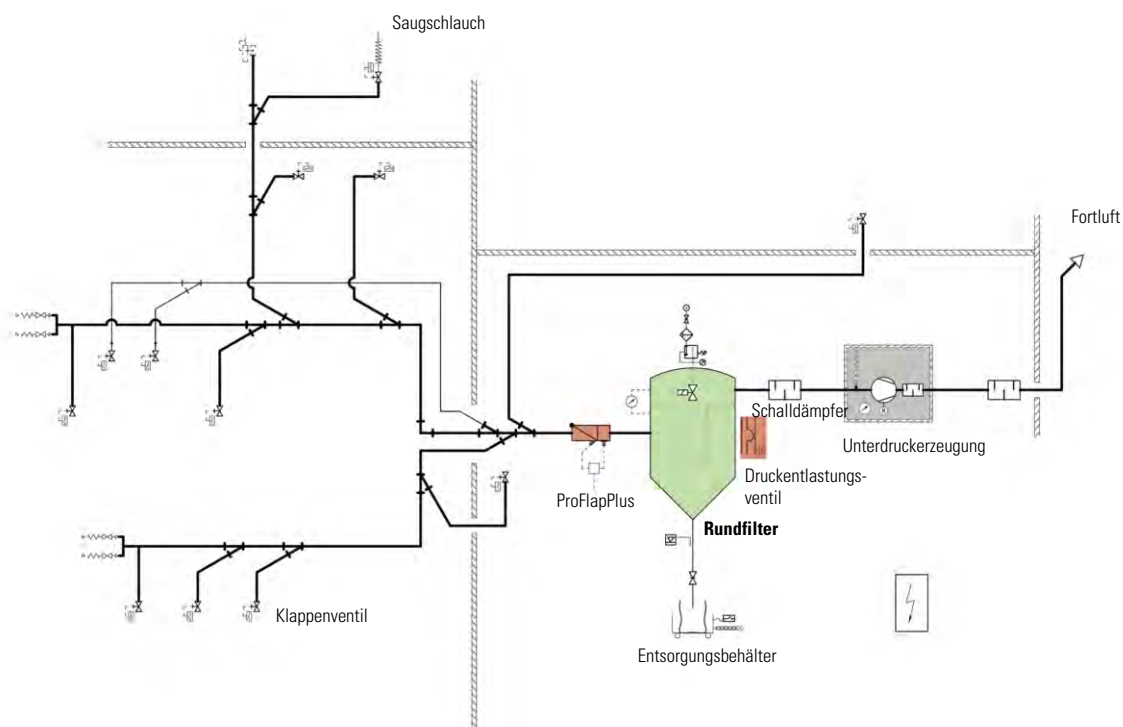 Saugschlauch
Fortluft
Schalldämpfer
Unterdruckerzeugung
Druckentlastungs-
ventil
ProFlapPlus
Rundfilter
Klappenventil
Entsorgungsbehälter